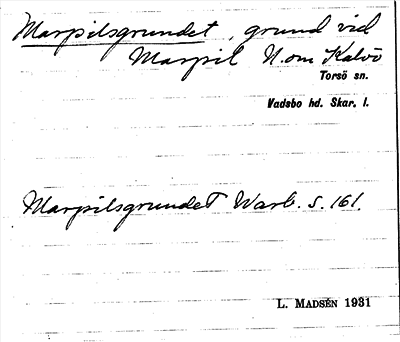 Marpilsgrundet, grund vid
Marpil N. om Kalvö
Torsö sn.
Vadsbo hd. Skar. l.
Marpilsgrundet Warb. s. 161.
L. MADSÉN 1931